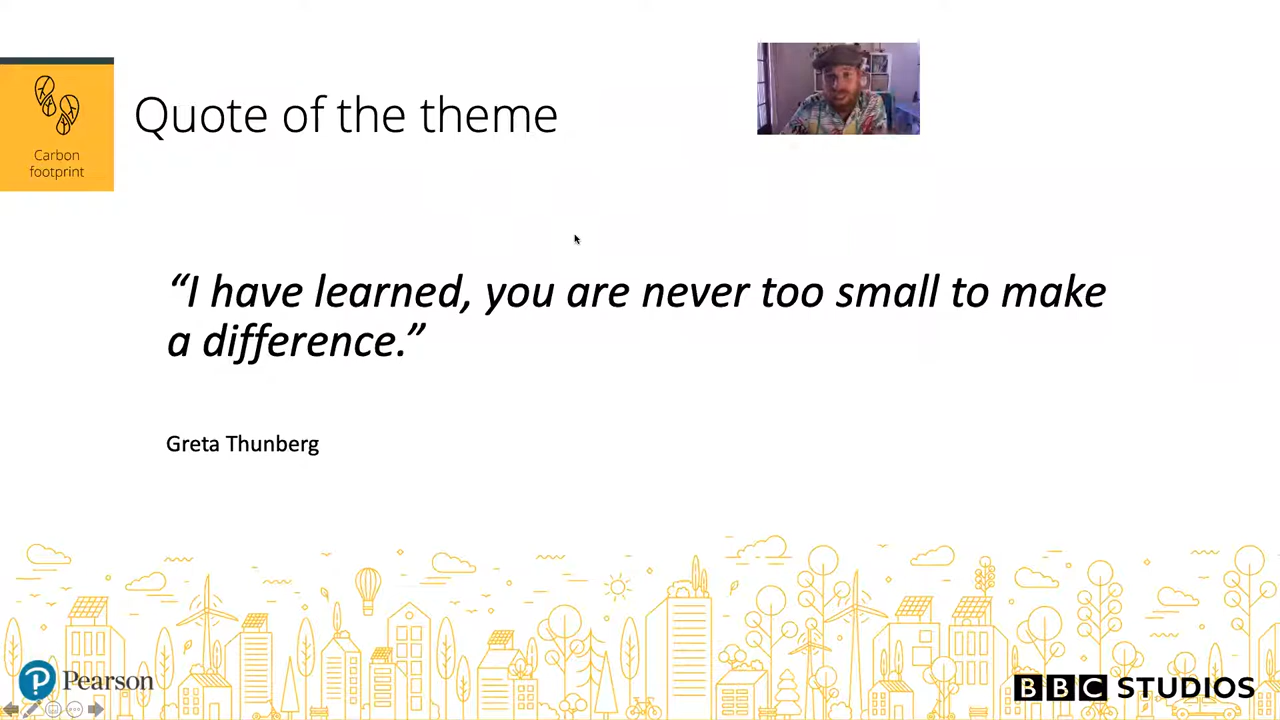 Carbon
footprint
Quote of the theme
“I have learned, you are never too small to make
a difference.”
Greta Thunberg
P Pearson
BBC STUDIOS